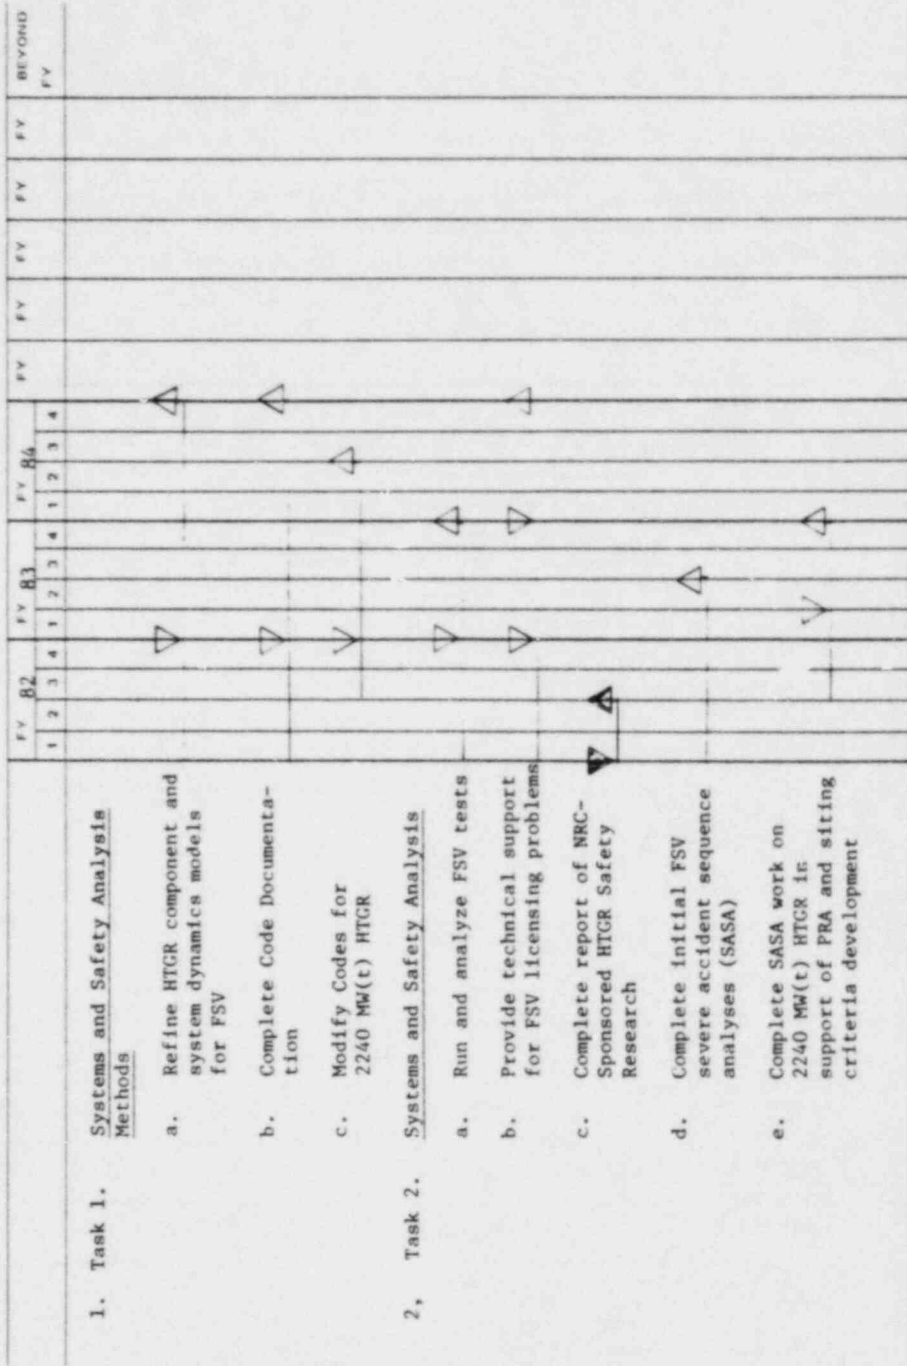 FY 82 FY 83 FY 84 FY FY FY FY FY BEYOND
FY
1 2 3 4 1 2 3 4 1 2 3 4
1. Task 1. Systems and Safety Analysis
Methods
a. Refine HTGR component and
system dynamics models
for FSV
b. Complete Code Documenta-
tion
c. Modify Codes for
2240 MW(t) HTGR
2, Task 2. Systems and Safety Analysis
a. Run and analyze FSV tests
b. Provide technical support
for FSV licensing problems
c. Complete report of NRC-
Sponsored HTGR Safety
Research
d. Complete initial FSV
severe accident sequence
analyses (SASA)
e. Complete SASA work on
2240 MW(t) HTGR in
support of PRA and siting
criteria development